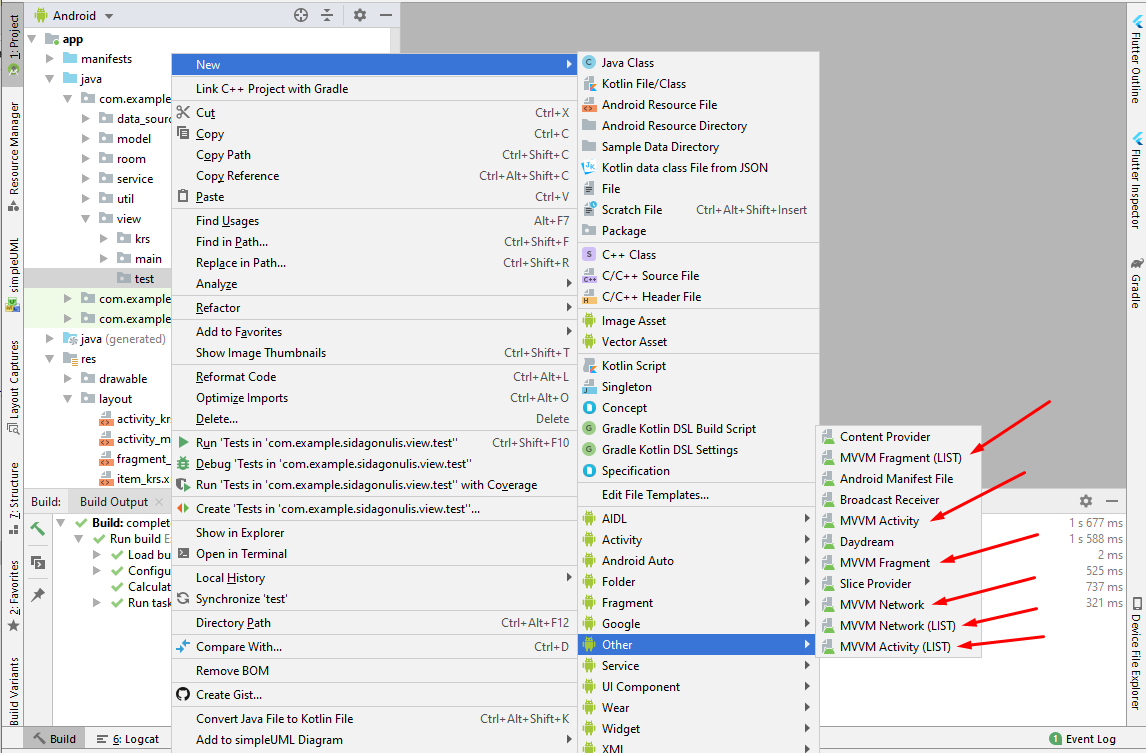 1: Project
Resource Manager
simpleUML
Layout Captures
7: Structure
2: Favorites
Build Variants
Android
app
manifests
java
com.example
data_sourc
model
room
service
util
view
krs
main
test
com.example
com.example
java (generated)
res
drawable
layout
activity_krs
activity_m
fragment_
item_krs.x
New
Link C++ Project with Gradle
Cut Ctrl+X
Copy Ctrl+C
Copy Path Ctrl+Shift+C
Copy Reference Ctrl+Alt+Shift+C
Paste Ctrl+V
Find Usages Alt+F7
Find in Path... Ctrl+Shift+F
Replace in Path... Ctrl+Shift+R
Analyze
Refactor
Add to Favorites
Show Image Thumbnails Ctrl+Shift+T
Reformat Code Ctrl+Alt+L
Optimize Imports Ctrl+Alt+O
Delete... Delete
Run 'Tests in 'com.example.sidagonulis.view.test'' Ctrl+Shift+F10
Debug 'Tests in 'com.example.sidagonulis.view.test''
Run 'Tests in 'com.example.sidagonulis.view.test'' with Coverage
Create 'Tests in 'com.example.sidagonulis.view.test''...
Show in Explorer
Open in Terminal
Local History
Synchronize 'test'
Directory Path Ctrl+Alt+F12
Compare With... Ctrl+D
Remove BOM
Create Gist...
Convert Java File to Kotlin File Ctrl+Alt+Shift+K
Add to simpleUML Diagram
Java Class
Kotlin File/Class
Android Resource File
Android Resource Directory
Sample Data Directory
Kotlin data class File from JSON
File
Scratch File Ctrl+Alt+Shift+Insert
Package
C++ Class
C/C++ Source File
C/C++ Header File
Image Asset
Vector Asset
Kotlin Script
Singleton
Concept
Gradle Kotlin DSL Build Script
Gradle Kotlin DSL Settings
Specification
Edit File Templates...
AIDL
Activity
Android Auto
Folder
Fragment
Google
Other
Service
UI Component
Wear
Widget
XML
Content Provider
MVVM Fragment (LIST)
Android Manifest File
Broadcast Receiver
MVVM Activity
Daydream
MVVM Fragment
Slice Provider
MVVM Network
MVVM Network (LIST)
MVVM Activity (LIST)
Build: Build Output
Build: complet
Run build
Load bu
Configu
Calculat
Run task
1 s 677 ms
1 s 588 ms
2 ms
525 ms
737 ms
321 ms
Flutter Outline
Flutter Inspector
Gradle
Device File Explorer
Build
6: Logcat
1 Event Log